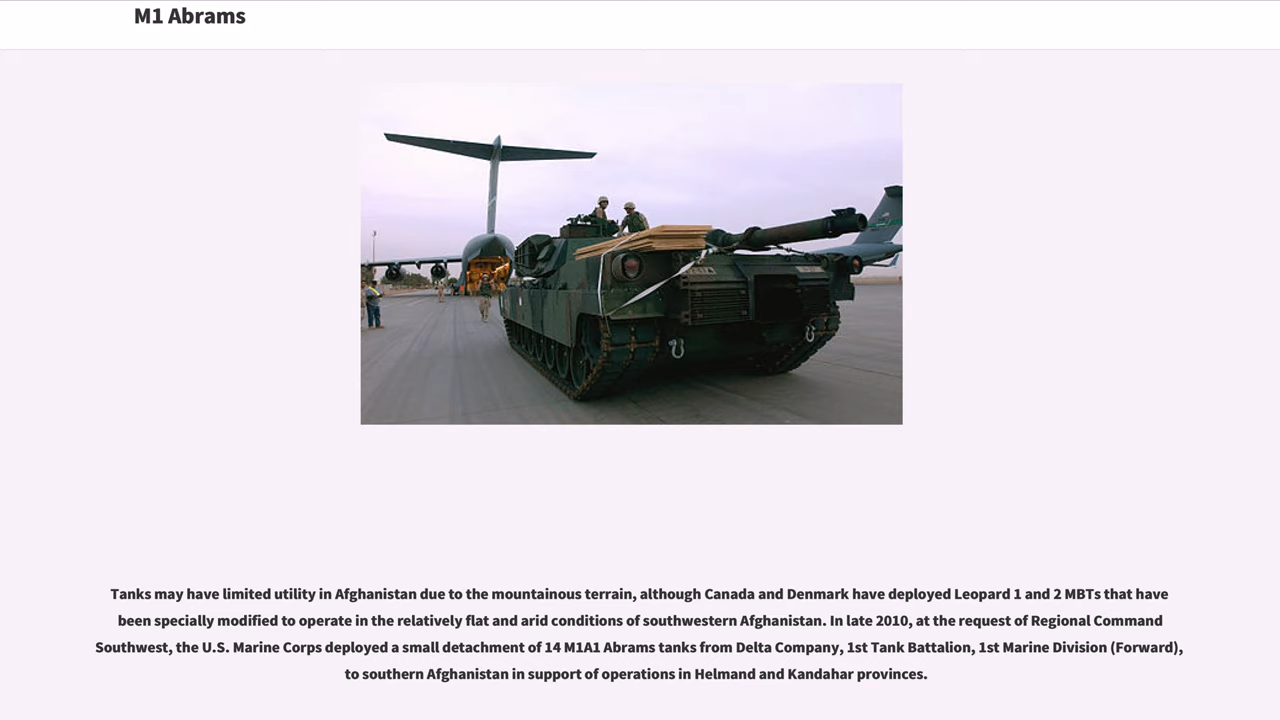 M1 Abrams
Tanks may have limited utility in Afghanistan due to the mountainous terrain, although Canada and Denmark have deployed Leopard 1 and 2 MBTs that have
been specially modified to operate in the relatively flat and arid conditions of southwestern Afghanistan. In late 2010, at the request of Regional Command
Southwest, the U.S. Marine Corps deployed a small detachment of 14 M1A1 Abrams tanks from Delta Company, 1st Tank Battalion, 1st Marine Division (Forward),
to southern Afghanistan in support of operations in Helmand and Kandahar provinces.